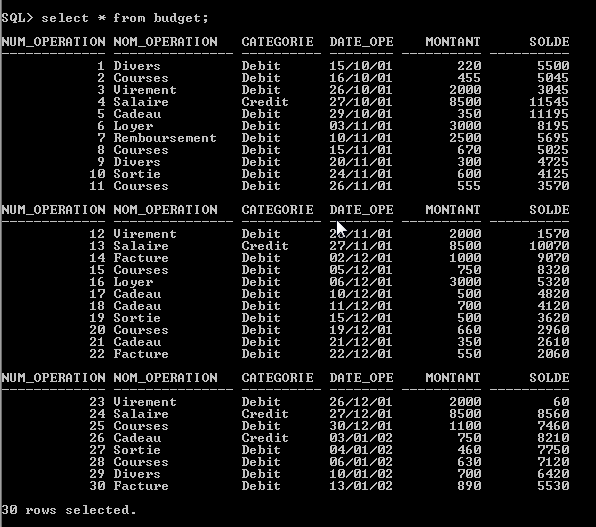 SQL> select * from budget;
NUM_OPERATION NOM_OPERATION CATEGORIE DATE_OPE MONTANT SOLDE
1 Divers Debit 15/10/01 220 5500
2 Courses Debit 16/10/01 455 5045
3 Virement Debit 26/10/01 2000 3045
4 Salaire Credit 27/10/01 8500 11545
5 Cadeau Debit 29/10/01 350 11195
6 Loyer Debit 03/11/01 3000 8195
7 Remboursement Debit 10/11/01 2500 5695
8 Courses Debit 15/11/01 670 5025
9 Divers Debit 20/11/01 300 4725
10 Sortie Debit 24/11/01 600 4125
11 Courses Debit 26/11/01 555 3570
NUM_OPERATION NOM_OPERATION CATEGORIE DATE_OPE MONTANT SOLDE
12 Virement Debit 2000 1570
13 Salaire Credit 27/11/01 8500 10070
14 Facture Debit 02/12/01 1000 9070
15 Courses Debit 05/12/01 750 8320
16 Loyer Debit 06/12/01 3000 5320
17 Cadeau Debit 10/12/01 500 4820
18 Cadeau Debit 11/12/01 700 4120
19 Sortie Debit 15/12/01 500 3620
20 Courses Debit 19/12/01 660 2960
21 Cadeau Debit 21/12/01 350 2610
22 Facture Debit 22/12/01 550 2060
NUM_OPERATION NOM_OPERATION CATEGORIE DATE_OPE MONTANT SOLDE
23 Virement Debit 26/12/01 2000 60
24 Salaire Credit 27/12/01 8500 8560
25 Courses Debit 30/12/01 1100 7460
26 Cadeau Credit 03/01/02 750 8210
27 Sortie Debit 04/01/02 460 7750
28 Courses Debit 06/01/02 630 7120
29 Divers Debit 10/01/02 700 6420
30 Facture Debit 13/01/02 890 5530
30 rows selected.